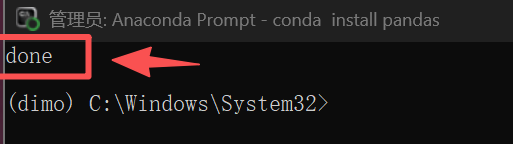 管理员: Anaconda Prompt - conda  install pandas
done
(dimo) C:\Windows\System32>